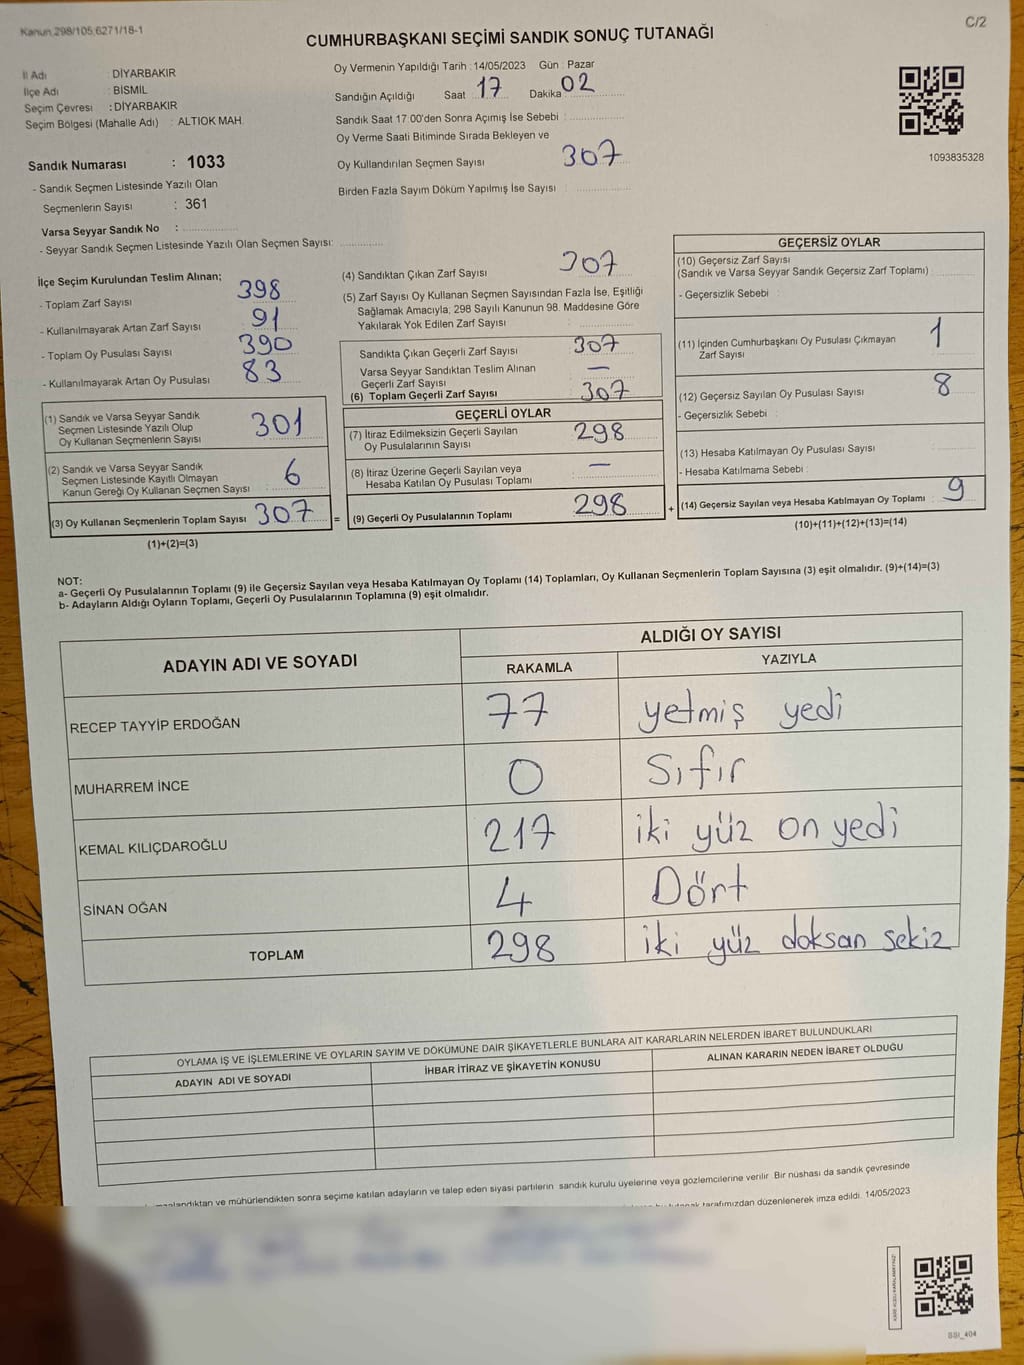 Kanun,298/105,6271/18-1
C/2
CUMHURBAŞKANI SEÇİMİ SANDIK SONUÇ TUTANAĞI
İl Adı : DİYARBAKIR
İlçe Adı : BİSMİL
Seçim Çevresi : DİYARBAKIR
Seçim Bölgesi (Mahalle Adı) : ALTIOK MAH.
Oy Vermenin Yapıldığı Tarih : 14/05/2023 Gün : Pazar
Sandığın Açıldığı Saat 17 Dakika 02
Sandık Saat 17:00'den Sonra Açılmış İse Sebebi :
Oy Verme Saati Bitiminde Sırada Bekleyen ve
Oy Kullandırılan Seçmen Sayısı 307
Birden Fazla Sayım Döküm Yapılmış İse Sayısı :
1093835328
Sandık Numarası : 1033
- Sandık Seçmen Listesinde Yazılı Olan
Seçmenlerin Sayısı : 361
Varsa Seyyar Sandık No :
- Seyyar Sandık Seçmen Listesinde Yazılı Olan Seçmen Sayısı:
İlçe Seçim Kurulundan Teslim Alınan;
- Toplam Zarf Sayısı 398
- Kullanılmayarak Artan Zarf Sayısı 91
- Toplam Oy Pusulası Sayısı 390
- Kullanılmayarak Artan Oy Pusulası 83
(1) Sandık ve Varsa Seyyar Sandık
Seçmen Listesinde Yazılı Olup
Oy Kullanan Seçmenlerin Sayısı 301
(2) Sandık ve Varsa Seyyar Sandık
Seçmen Listesinde Kayıtlı Olmayan
Kanun Gereği Oy Kullanan Seçmen Sayısı : 6
(3) Oy Kullanan Seçmenlerin Toplam Sayısı 307
(1)+(2)=(3)
(4) Sandıktan Çıkan Zarf Sayısı 307
(5) Zarf Sayısı Oy Kullanan Seçmen Sayısından Fazla İse, Eşitliği
Sağlamak Amacıyla; 298 Sayılı Kanunun 98. Maddesine Göre
Yakılarak Yok Edilen Zarf Sayısı :
Sandıkta Çıkan Geçerli Zarf Sayısı 307
Varsa Seyyar Sandıktan Teslim Alınan
Geçerli Zarf Sayısı —
(6) Toplam Geçerli Zarf Sayısı 307
GEÇERLİ OYLAR
(7) İtiraz Edilmeksizin Geçerli Sayılan
Oy Pusulalarının Sayısı 298
(8) İtiraz Üzerine Geçerli Sayılan veya
Hesaba Katılan Oy Pusulası Toplamı —
= (9) Geçerli Oy Pusulalarının Toplamı 298
GEÇERSİZ OYLAR
(10) Geçersiz Zarf Sayısı
(Sandık ve Varsa Seyyar Sandık Geçersiz Zarf Toplamı)
- Geçersizlik Sebebi :
(11) İçinden Cumhurbaşkanı Oy Pusulası Çıkmayan
Zarf Sayısı 1
(12) Geçersiz Sayılan Oy Pusulası Sayısı 8
- Geçersizlik Sebebi :
(13) Hesaba Katılmayan Oy Pusulası Sayısı
- Hesaba Katılmama Sebebi :
+ (14) Geçersiz Sayılan veya Hesaba Katılmayan Oy Toplamı : 9
(10)+(11)+(12)+(13)=(14)
NOT:
a- Geçerli Oy Pusulalarının Toplamı (9) ile Geçersiz Sayılan veya Hesaba Katılmayan Oy Toplamı (14) Toplamları, Oy Kullanan Seçmenlerin Toplam Sayısına (3) eşit olmalıdır. (9)+(14)=(3)
b- Adayların Aldığı Oyların Toplamı, Geçerli Oy Pusulalarının Toplamına (9) eşit olmalıdır.
ADAYIN ADI VE SOYADI
ALDIĞI OY SAYISI
RAKAMLA YAZIYLA
RECEP TAYYİP ERDOĞAN 77 yetmiş yedi
MUHARREM İNCE 0 Sıfır
KEMAL KILIÇDAROĞLU 217 iki yüz on yedi
SİNAN OĞAN 4 Dört
TOPLAM 298 iki yüz doksan sekiz
OYLAMA İŞ VE İŞLEMLERİNE VE OYLARIN SAYIM VE DÖKÜMÜNE DAİR ŞİKAYETLERLE BUNLARA AİT KARARLARIN NELERDEN İBARET BULUNDUKLARI
ADAYIN ADI VE SOYADI İHBAR İTİRAZ VE ŞİKAYETİN KONUSU ALINAN KARARIN NEDEN İBARET OLDUĞU
ve mühürlendikten sonra seçime katılan adayların ve talep eden siyasi partilerin sandık kurulu üyelerine veya gözlemcilerine verilir. Bir nüshası da sandık çevresinde
tarafımızdan düzenlenerek imza edildi. 14/05/2023
BSI_404